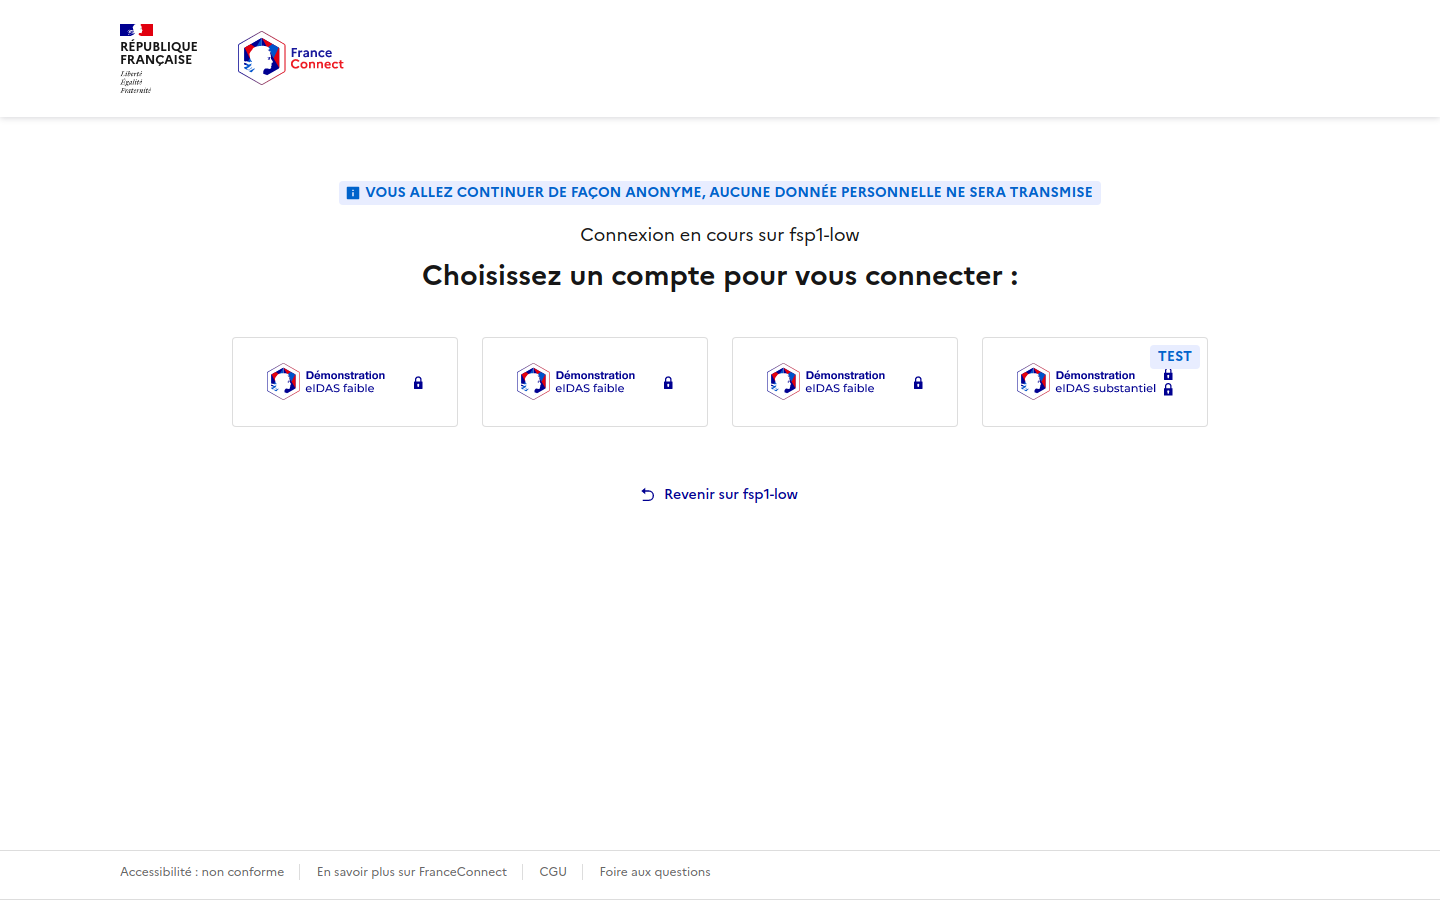 RÉPUBLIQUE
FRANÇAISE
Liberté
Égalité
Fraternité
France
Connect
VOUS ALLEZ CONTINUER DE FAÇON ANONYME, AUCUNE DONNÉE PERSONNELLE NE SERA TRANSMISE
Connexion en cours sur fsp1-low
Choisissez un compte pour vous connecter :
Démonstration
eIDAS faible
Démonstration
eIDAS faible
Démonstration
eIDAS faible
TEST
Démonstration
eIDAS substantiel
Revenir sur fsp1-low
Accessibilité : non conforme
En savoir plus sur FranceConnect
CGU
Foire aux questions